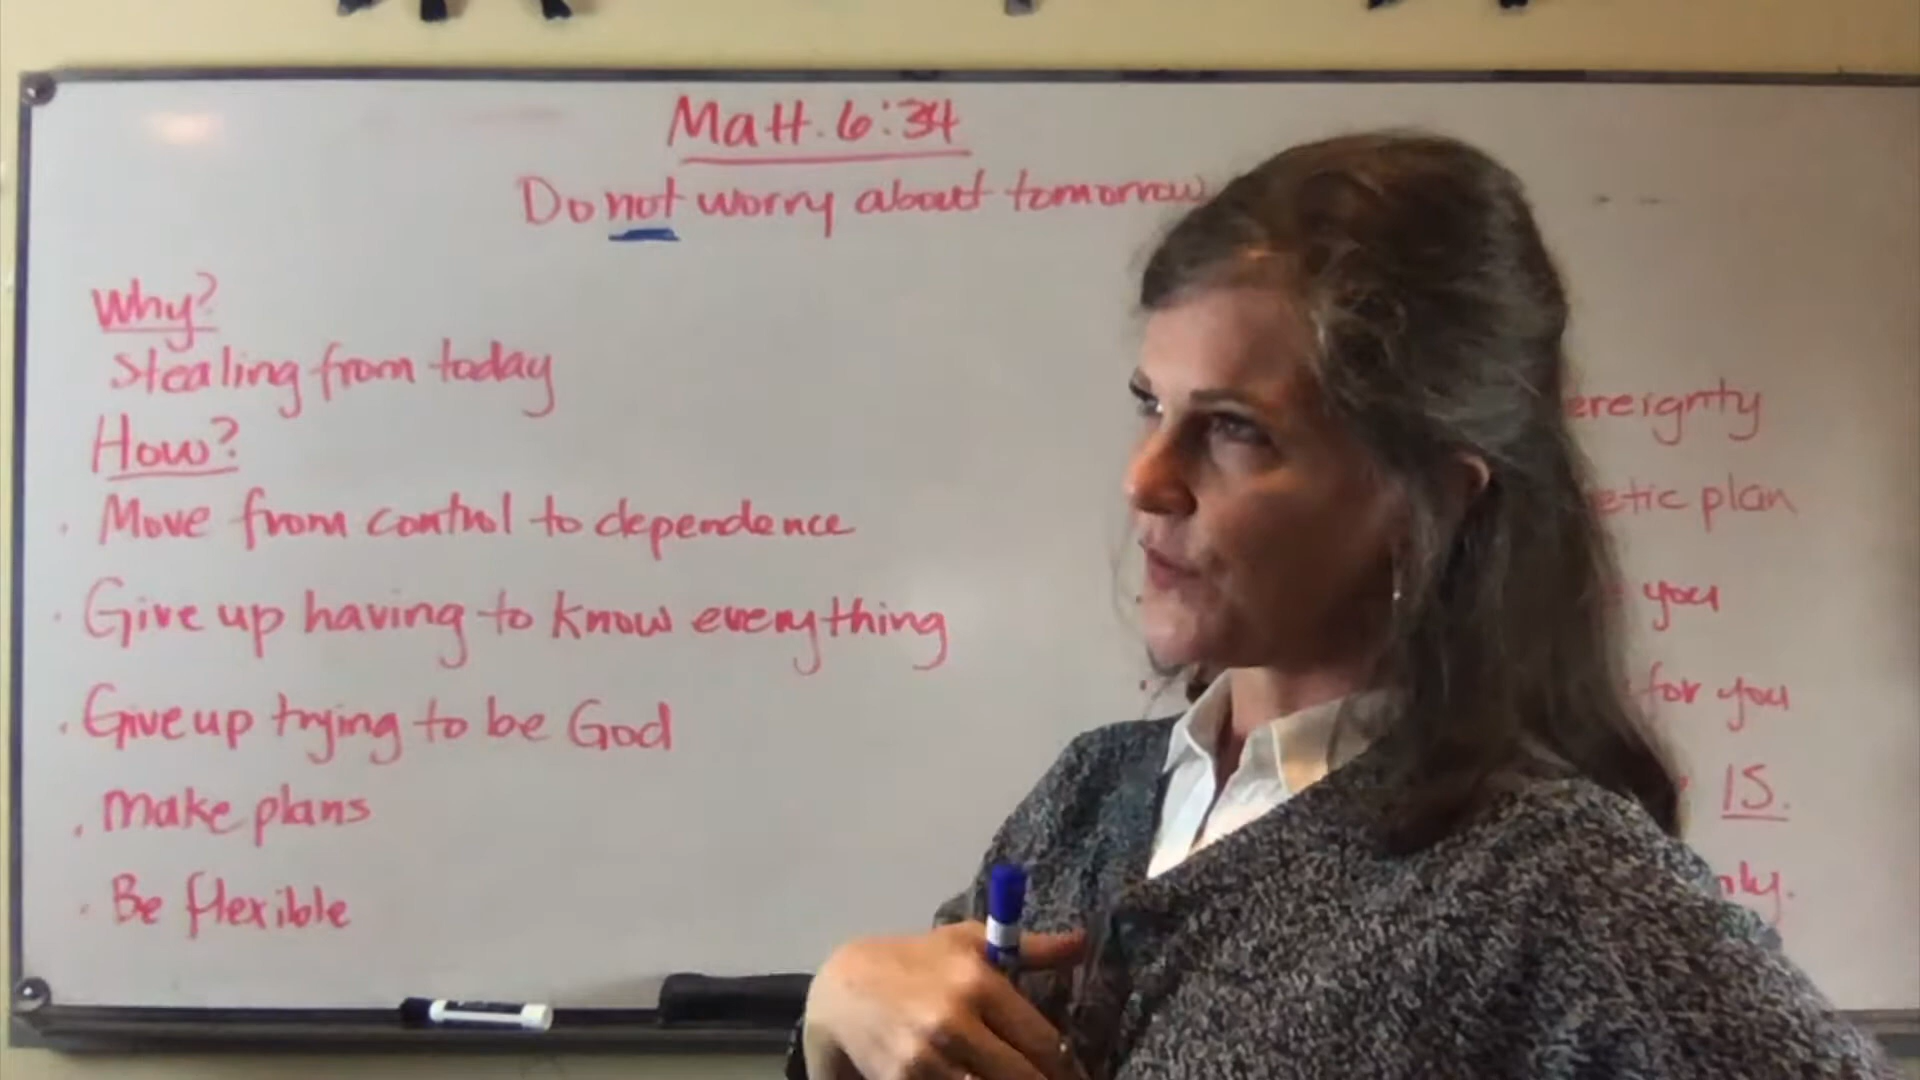 Matt. 6:34
Do not worry about tomorrow
Why?
Stealing from today
How?
· Move from control to dependence
· Give up having to know everything
· Give up trying to be God
· Make plans
· Be flexible
plan
you
for you
IS.